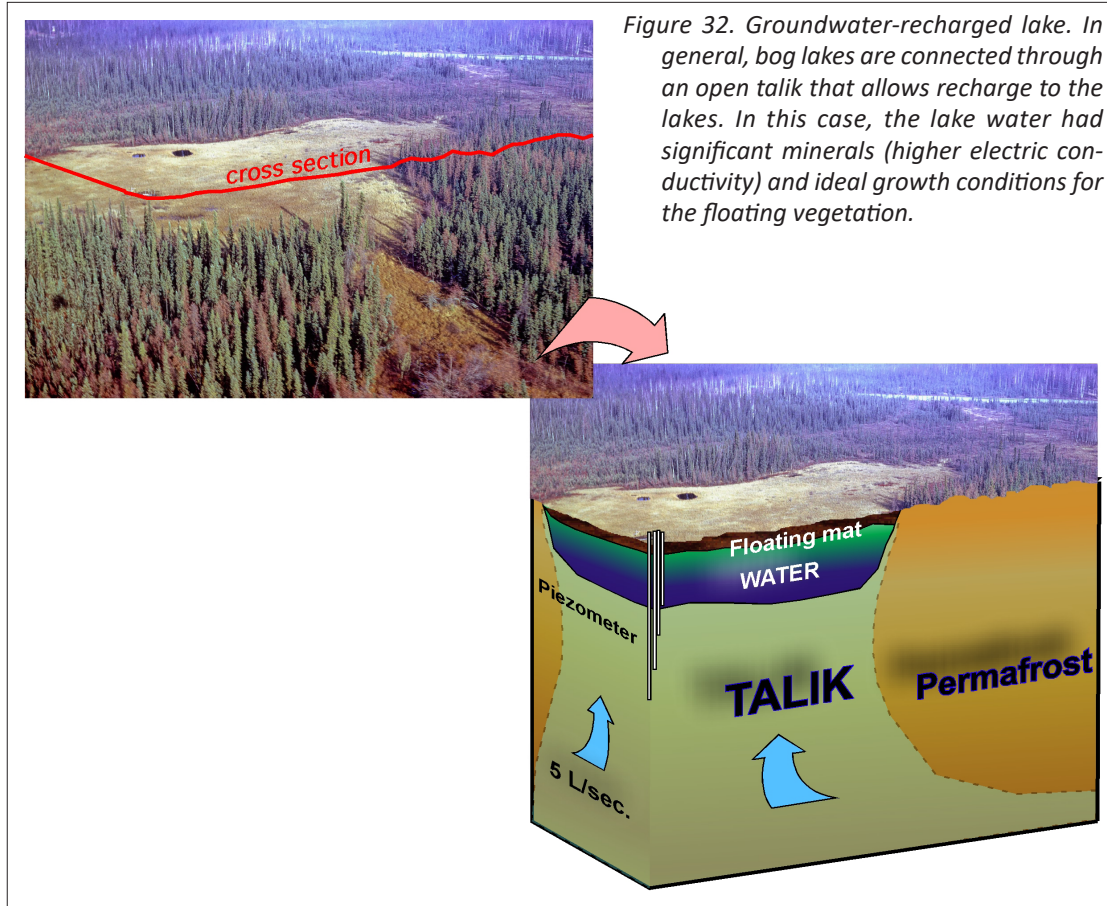 Figure 32. Groundwater-recharged lake. In
general, bog lakes are connected through
an open talik that allows recharge to the
lakes. In this case, the lake water had
significant minerals (higher electric con-
ductivity) and ideal growth conditions for
the floating vegetation.
cross section
Floating mat
WATER
Piezometer
TALIK
Permafrost
5 L/sec.